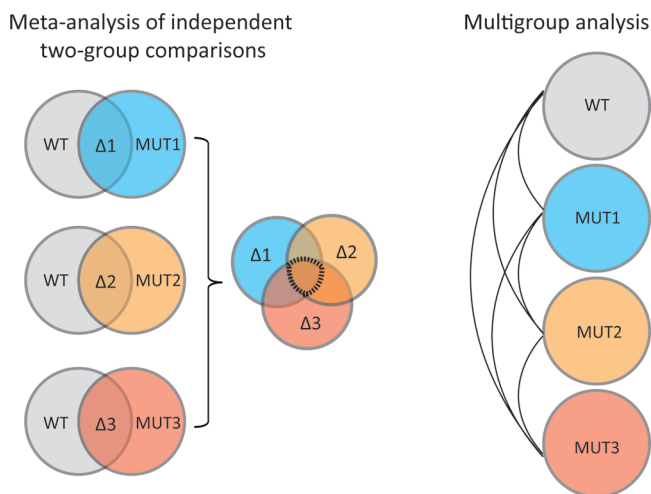 Meta-analysis of independent
two-group comparisons
WT Δ1 MUT1
WT Δ2 MUT2
WT Δ3 MUT3
Δ1 Δ2
Δ3
Multigroup analysis
WT
MUT1
MUT2
MUT3